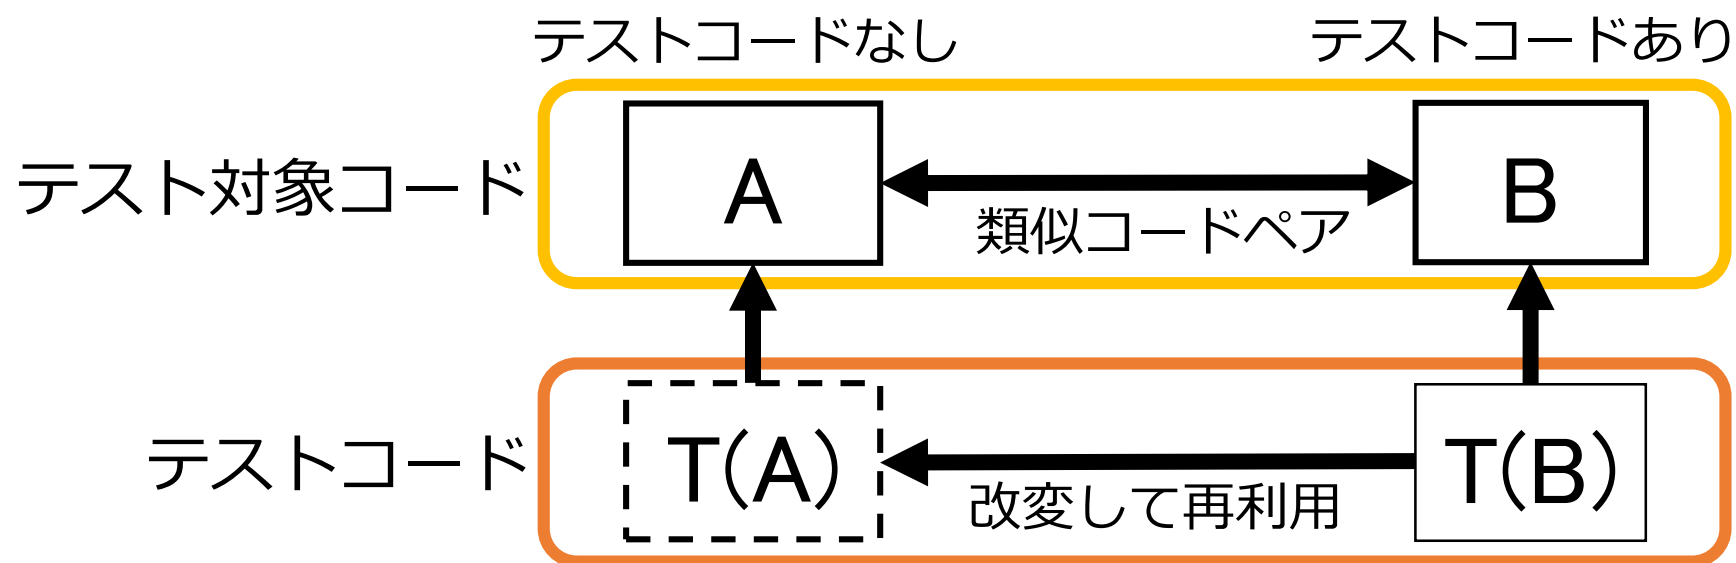 テストコードなし
テストコードあり
テスト対象コード
A
B
類似コードペア
テストコード
T(A)
T(B)
改変して再利用